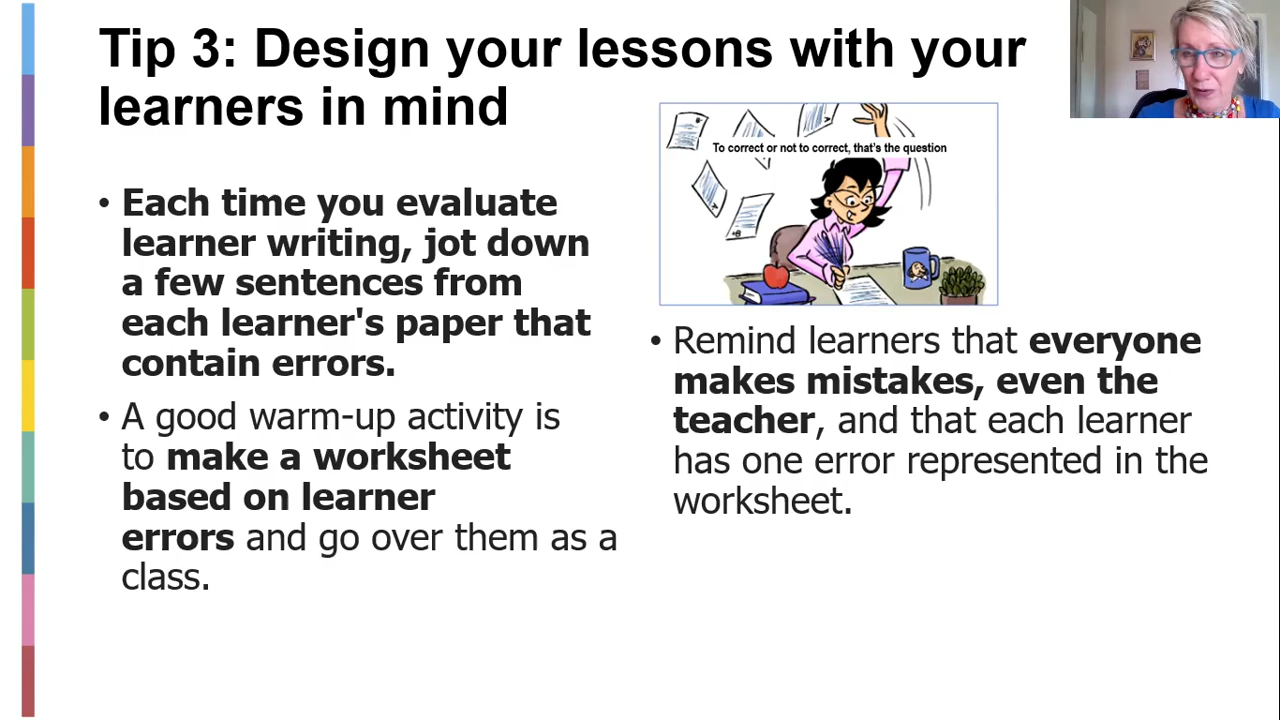 Tip 3: Design your lessons with your
learners in mind
To correct or not to correct, that's the question
• Each time you evaluate
learner writing, jot down
a few sentences from
each learner's paper that
contain errors.
• A good warm-up activity is
to make a worksheet
based on learner
errors and go over them as a
class.
• Remind learners that everyone
makes mistakes, even the
teacher, and that each learner
has one error represented in the
worksheet.